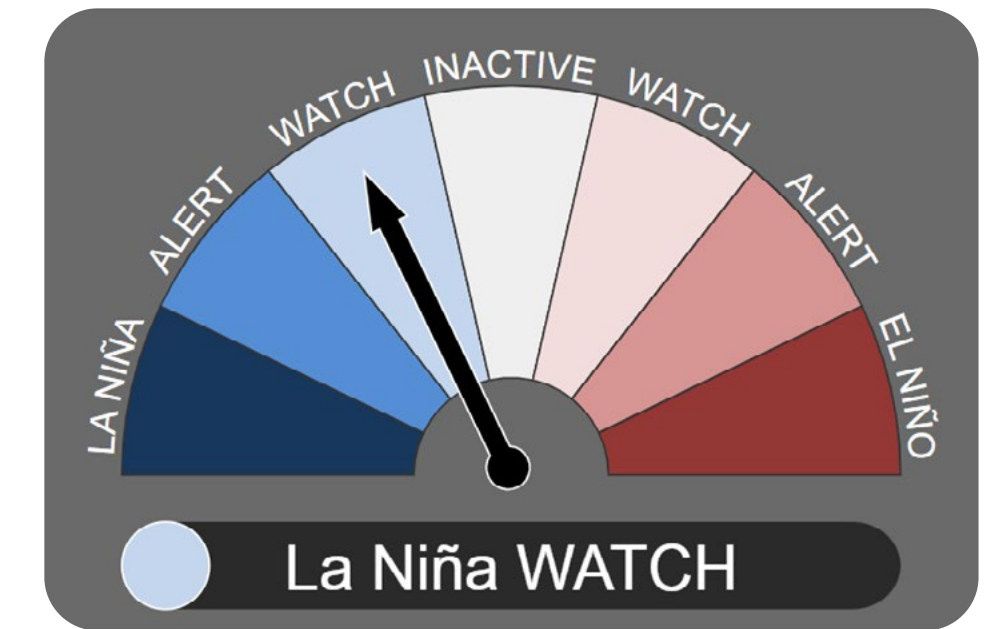 LA NIÑA
ALERT
WATCH
INACTIVE
WATCH
ALERT
EL NIÑO
La Niña WATCH